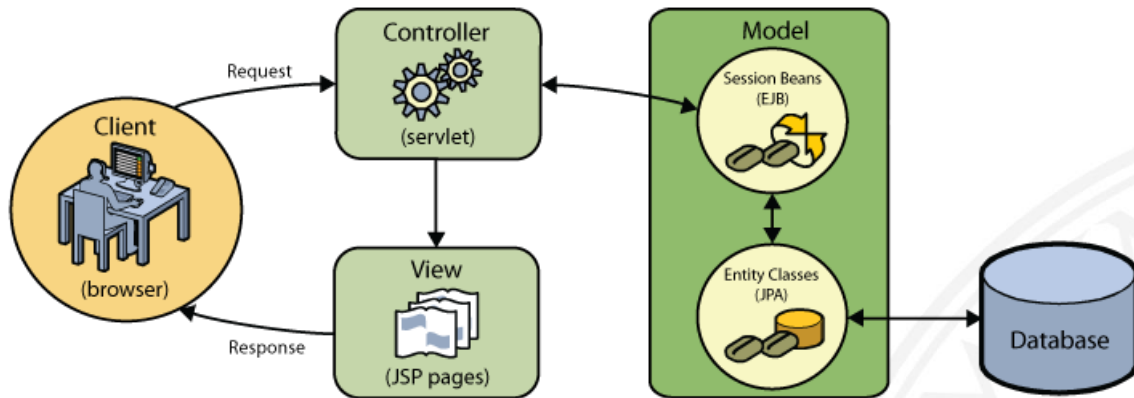 Client
(browser)
Request
Controller
(servlet)
View
(JSP pages)
Response
Model
Session Beans
(EJB)
Entity Classes
(JPA)
Database